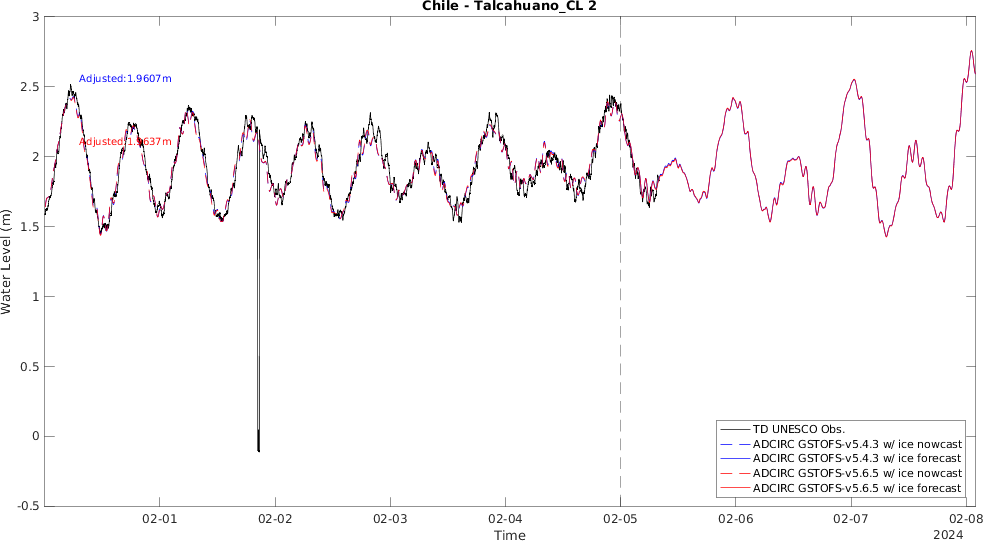 Chile - Talcahuano_CL 2
3
2.5
2
1.5
1
0.5
0
-0.5
Water Level (m)
Adjusted:1.9607m
Adjusted:1.9637m
TD UNESCO Obs.
ADCIRC GSTOFS-v5.4.3 w/ ice nowcast
ADCIRC GSTOFS-v5.4.3 w/ ice forecast
ADCIRC GSTOFS-v5.6.5 w/ ice nowcast
ADCIRC GSTOFS-v5.6.5 w/ ice forecast
02-01 02-02 02-03 02-04 02-05 02-06 02-07 02-08
Time
2024